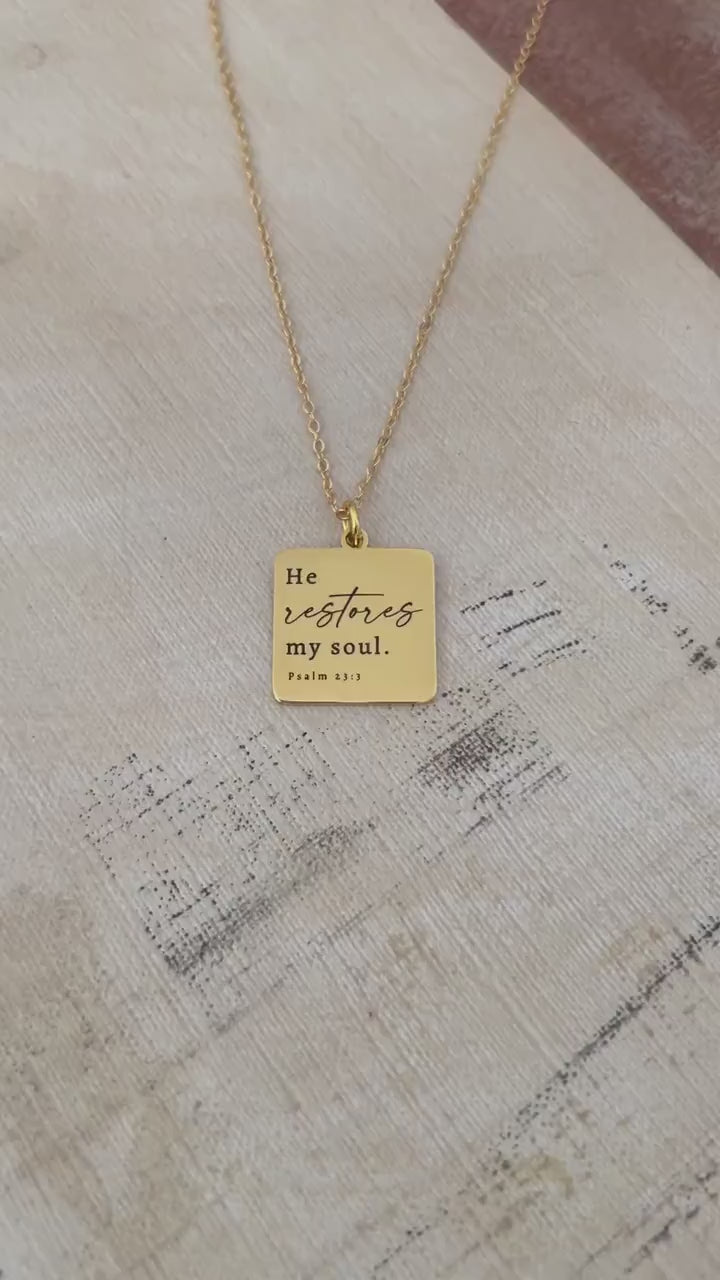 He
restores
my soul.
Psalm 23:3